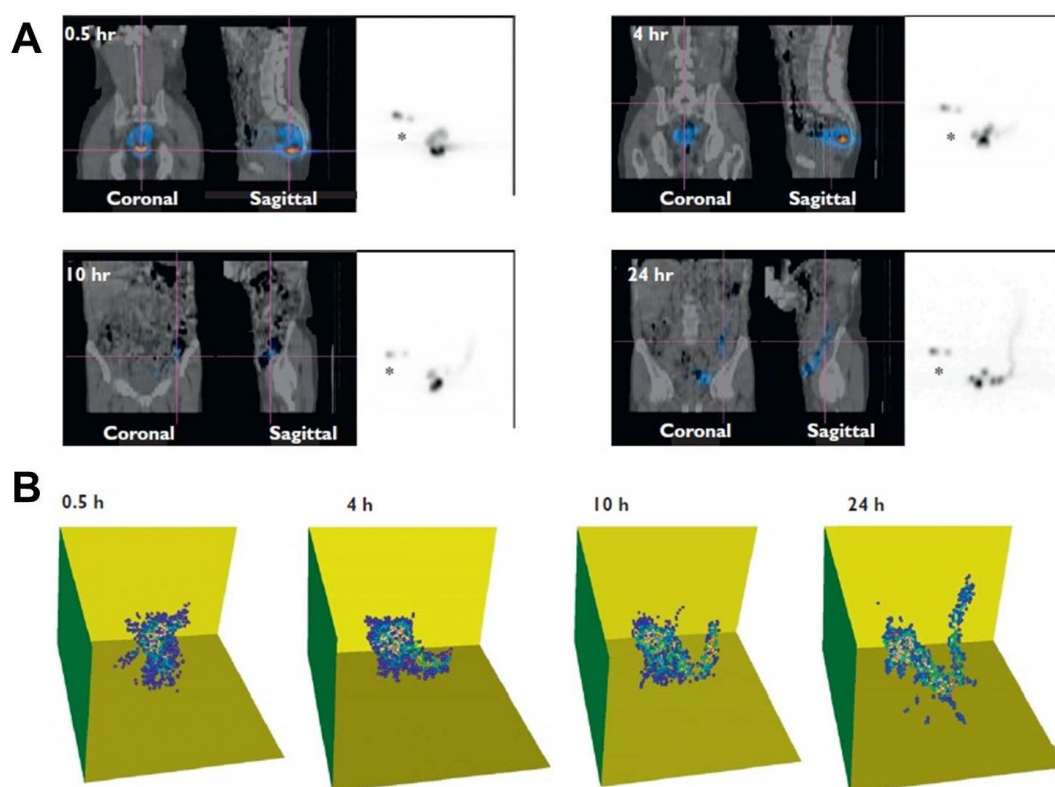 A
0.5 hr
Coronal
Sagittal
*
4 hr
Coronal
Sagittal
*
10 hr
Coronal
Sagittal
*
24 hr
Coronal
Sagittal
*
B
0.5 h
4 h
10 h
24 h